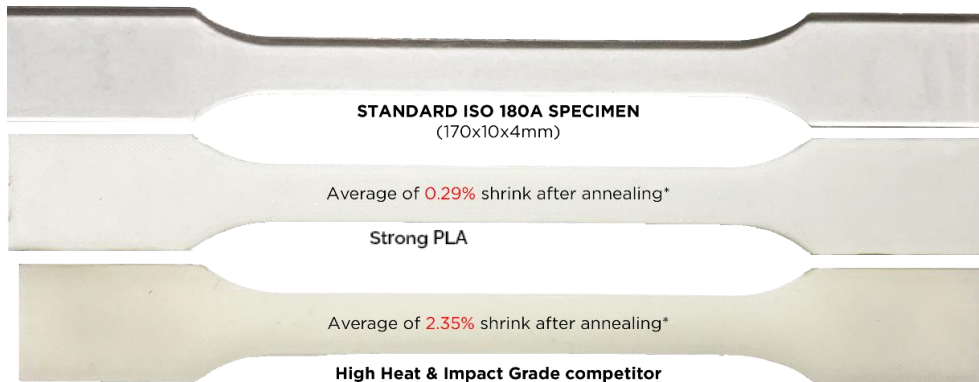 STANDARD ISO 180A SPECIMEN
(170x10x4mm)
Average of 0.29% shrink after annealing*
Strong PLA
Average of 2.35% shrink after annealing*
High Heat & Impact Grade competitor